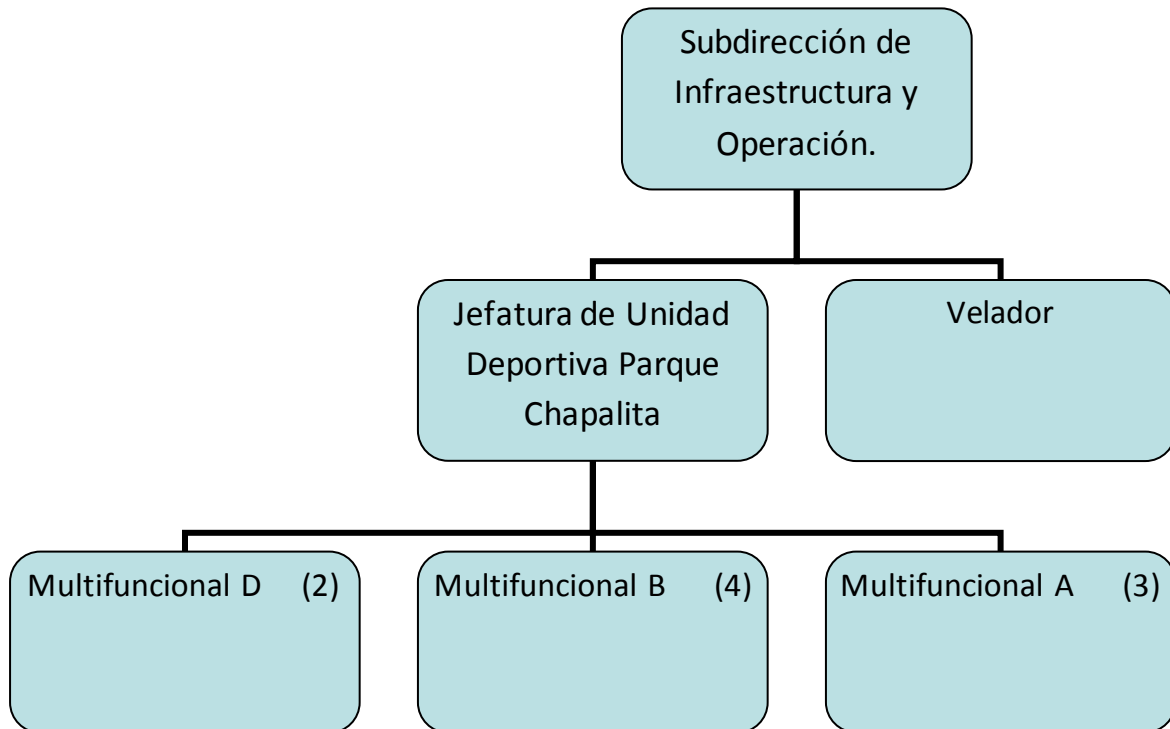 Subdirección de
Infraestructura y
Operación.
Jefatura de Unidad
Deportiva Parque
Chapalita
Velador
Multifuncional D (2)
Multifuncional B (4)
Multifuncional A (3)